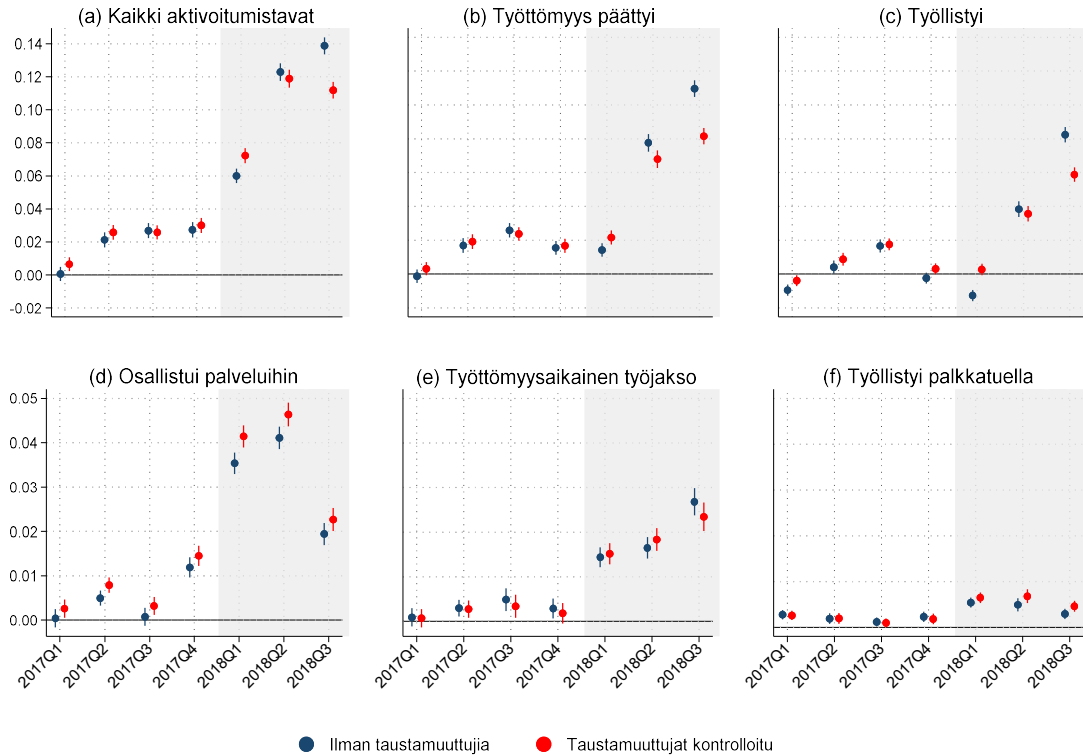 (a) Kaikki aktivoitumistavat
(b) Työttömyys päättyi
(c) Työllistyi
0.14
0.12
0.10
0.08
0.06
0.04
0.02
0.00
-0.02
(d) Osallistui palveluihin
(e) Työttömyysaikainen työjakso
(f) Työllistyi palkkatuella
0.05
0.04
0.03
0.02
0.01
0.00
2017Q1
2017Q2
2017Q3
2017Q4
2018Q1
2018Q2
2018Q3
2017Q1
2017Q2
2017Q3
2017Q4
2018Q1
2018Q2
2018Q3
2017Q1
2017Q2
2017Q3
2017Q4
2018Q1
2018Q2
2018Q3
Ilman taustamuuttujia
Taustamuuttujat kontrolloitu